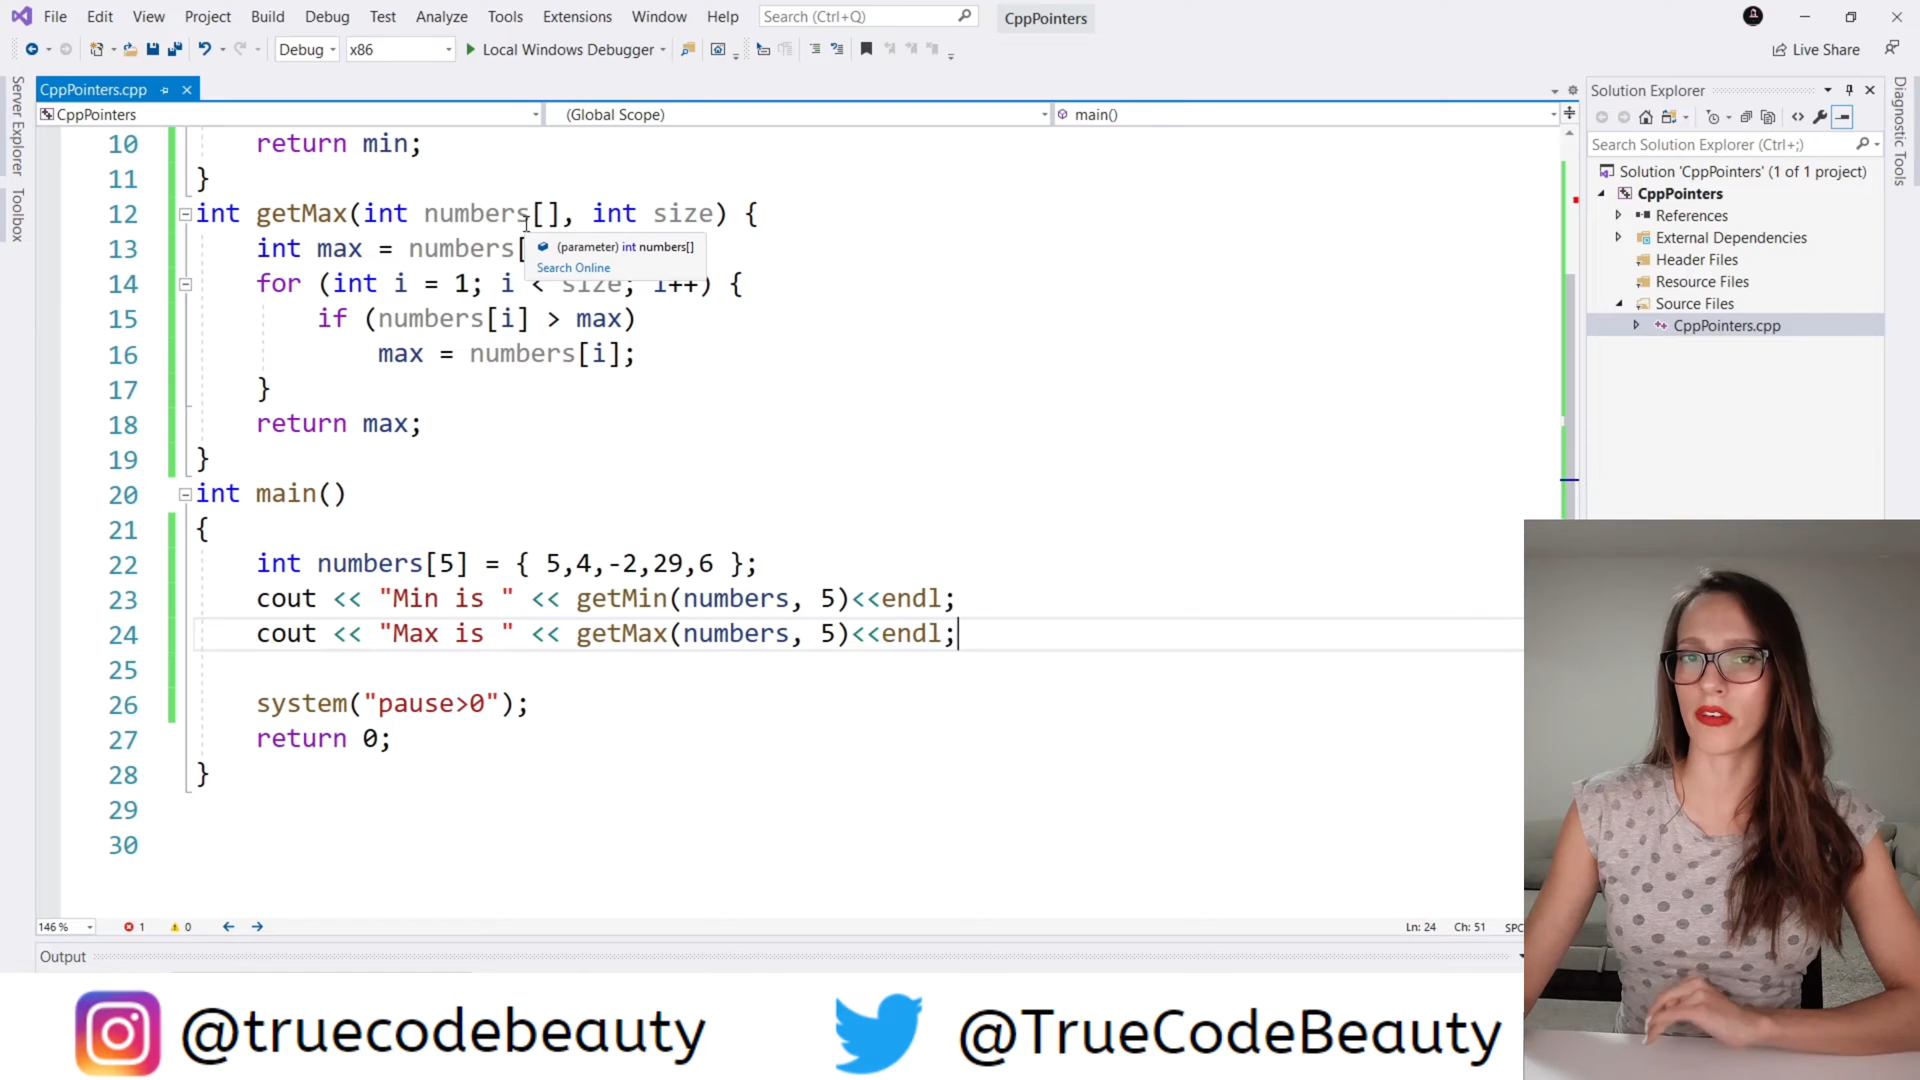 File Edit View Project Build Debug Test Analyze Tools Extensions Window Help Search (Ctrl+Q) CppPointers
Debug x86 Local Windows Debugger Live Share
Server Explorer
Toolbox
CppPointers.cpp
CppPointers (Global Scope) main()
10 return min;
11 }
12 int getMax(int numbers[], int size) {
13 int max = numbers[
(parameter) int numbers[]
Search Online
14 for (int i = 1; i < size; i++) {
15 if (numbers[i] > max)
16 max = numbers[i];
17 }
18 return max;
19 }
20 int main()
21 {
22 int numbers[5] = { 5,4,-2,29,6 };
23 cout << "Min is " << getMin(numbers, 5)<<endl;
24 cout << "Max is " << getMax(numbers, 5)<<endl;
25
26 system("pause>0");
27 return 0;
28 }
29
30
146 % 1 0 Ln: 24 Ch: 51 SPC
Output
Solution Explorer
Search Solution Explorer (Ctrl+;)
Solution 'CppPointers' (1 of 1 project)
CppPointers
References
External Dependencies
Header Files
Resource Files
Source Files
CppPointers.cpp
Diagnostic Tools
@truecodebeauty @TrueCodeBeauty